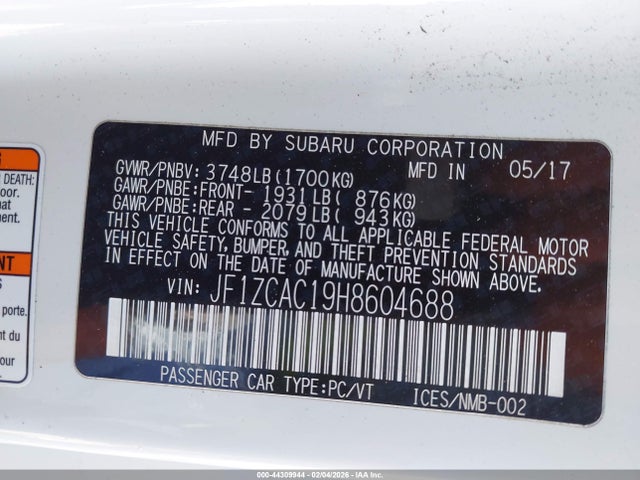 DEATH:
oor.
hat
ment.
NT
porte.
our
MFD BY SUBARU CORPORATION
GVWR/PNBV: 3748LB(1700KG) MFD IN 05/17
GAWR/PNBE:FRONT- 1931LB( 876KG)
GAWR/PNBE:REAR - 2079LB( 943KG)
THIS VEHICLE CONFORMS TO ALL APPLICABLE FEDERAL MOTOR
VEHICLE SAFETY, BUMPER, AND THEFT PREVENTION STANDARDS
IN EFFECT ON THE DATE OF MANUFACTURE SHOWN ABOVE.
VIN: JF1ZCAC19H8604688
PASSENGER CAR TYPE:PC/VT ICES/NMB-002
000-44309944 - 02/04/2026 - IAA Inc.